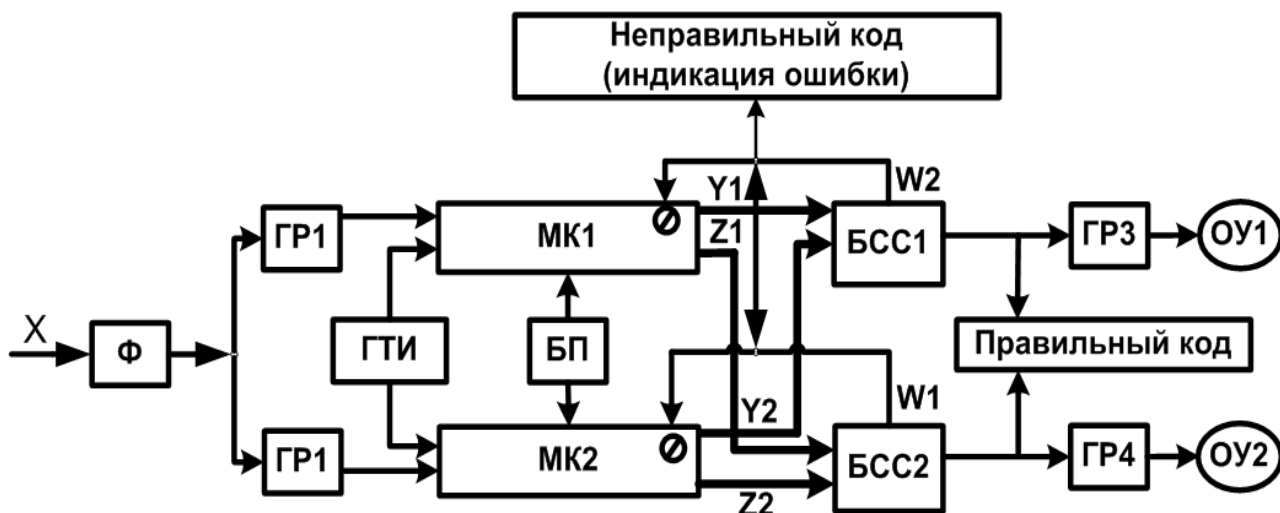 Неправильный код
(индикация ошибки)
W2
Y1
ГР1
МК1
Z1
БСС1
ГР3
ОУ1
X
Ф
ГТИ
БП
Правильный код
W1
Y2
ГР1
МК2
БСС2
ГР4
ОУ2
Z2